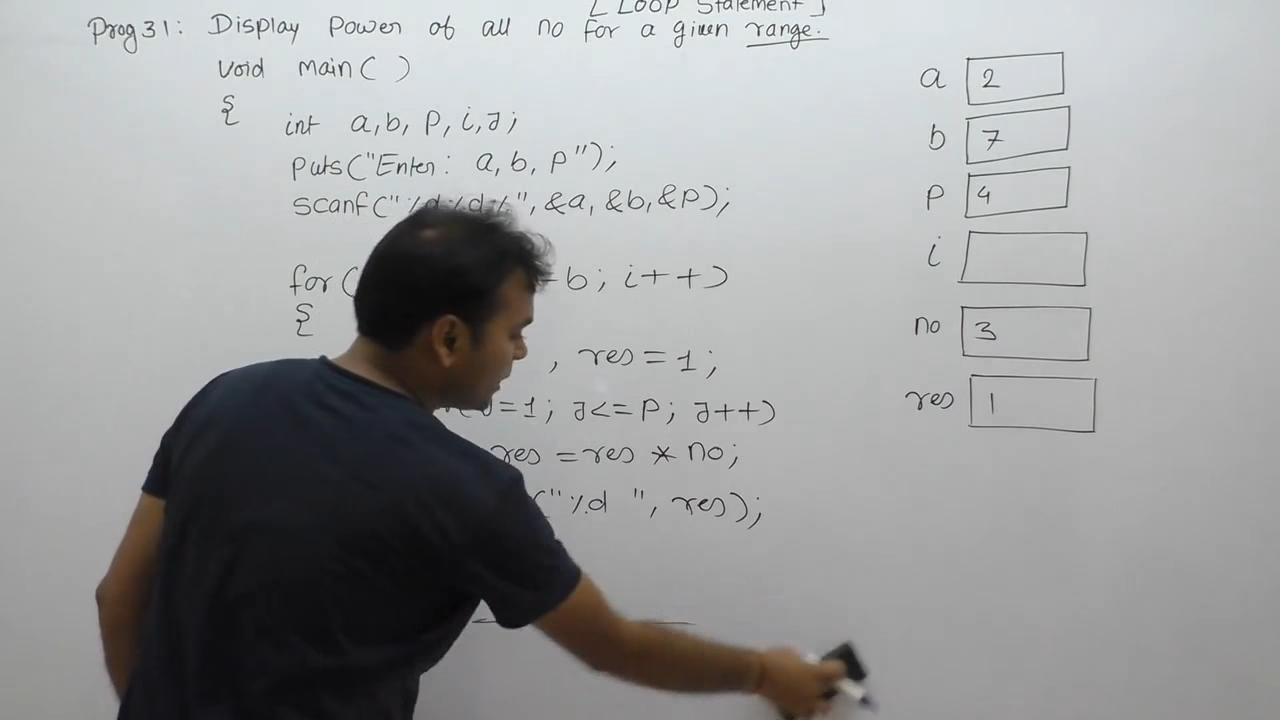 [ Loop Statement ]
Prog 31: Display Power of all no for a given range.
void main( )
{
int a, b, P, i, J;
puts("Enter: a, b, P");
scanf("%d%d%", &a, &b, &P);
for( b; i++)
{
, res = 1;
=1; J<=P; J++)
res = res * no;
("%d ", res);
a 2
b 7
P 4
i
no 3
res 1